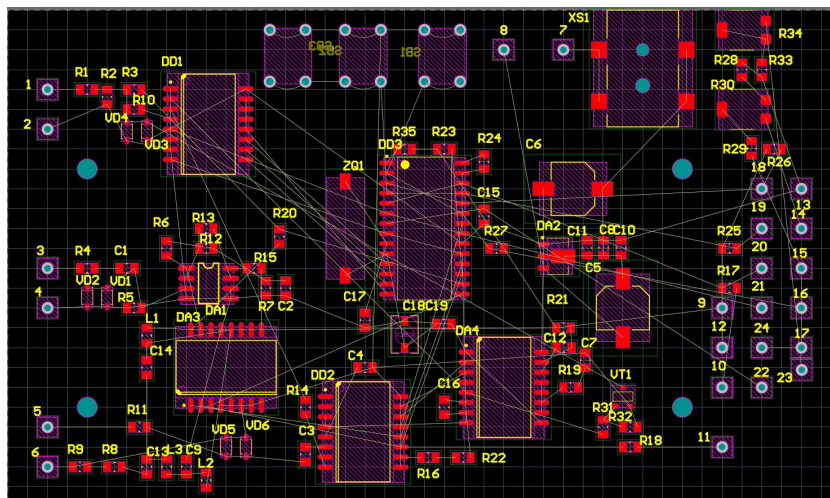 8
7
XS1
R34
SB3
SB2
SB1
DD1
R28
R33
1
R1
R2
R3
R30
R10
2
VD4
VD3
R35
R23
DD3
R24
C6
R29
R26
ZQ1
18
13
C15
19
14
R6
R13
R12
R20
R27
DA2
C11
C8
C10
R25
20
3
R4
C1
R15
C5
R17
15
VD2
VD1
4
R5
DA1
R7
C2
R21
9
21
16
DA3
L1
C17
C18
C19
DA4
12
24
17
C14
C4
C12
C7
DD2
R19
VT1
10
22
23
R14
C16
5
R11
R31
R32
VD5
VD6
R18
11
6
R9
R8
C13
L3
C9
L2
C3
R16
R22